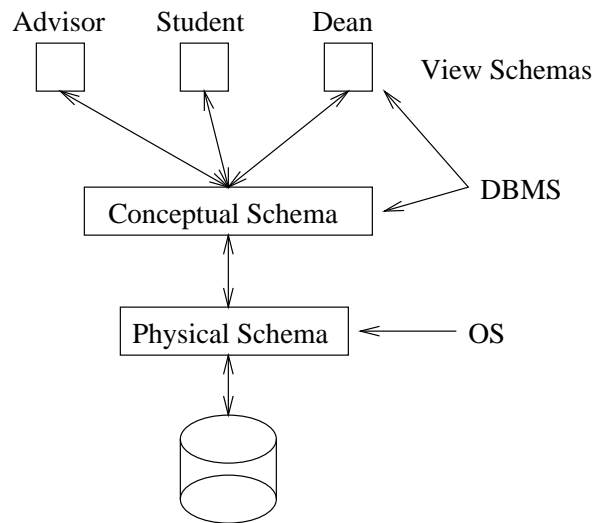 Advisor Student Dean
View Schemas
DBMS
Conceptual Schema
Physical Schema
OS